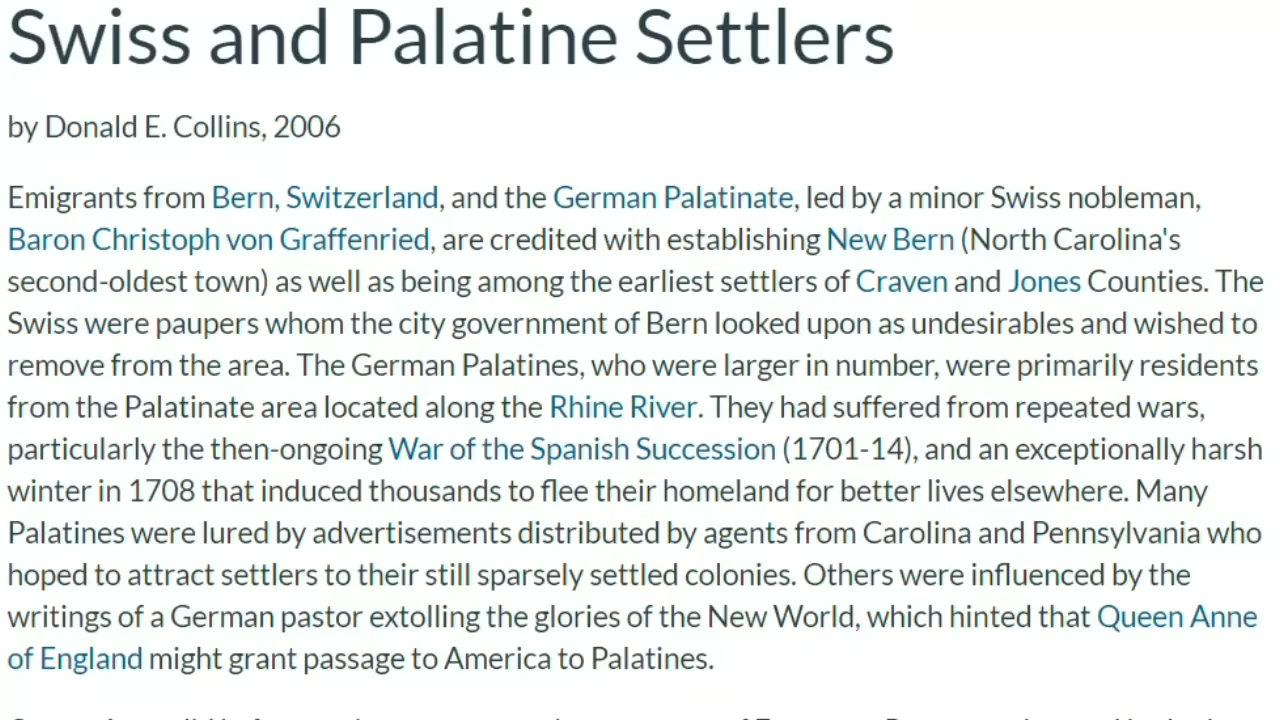 Swiss and Palatine Settlers
by Donald E. Collins, 2006
Emigrants from Bern, Switzerland, and the German Palatinate, led by a minor Swiss nobleman,
Baron Christoph von Graffenried, are credited with establishing New Bern (North Carolina's
second-oldest town) as well as being among the earliest settlers of Craven and Jones Counties. The
Swiss were paupers whom the city government of Bern looked upon as undesirables and wished to
remove from the area. The German Palatines, who were larger in number, were primarily residents
from the Palatinate area located along the Rhine River. They had suffered from repeated wars,
particularly the then-ongoing War of the Spanish Succession (1701-14), and an exceptionally harsh
winter in 1708 that induced thousands to flee their homeland for better lives elsewhere. Many
Palatines were lured by advertisements distributed by agents from Carolina and Pennsylvania who
hoped to attract settlers to their still sparsely settled colonies. Others were influenced by the
writings of a German pastor extolling the glories of the New World, which hinted that Queen Anne
of England might grant passage to America to Palatines.